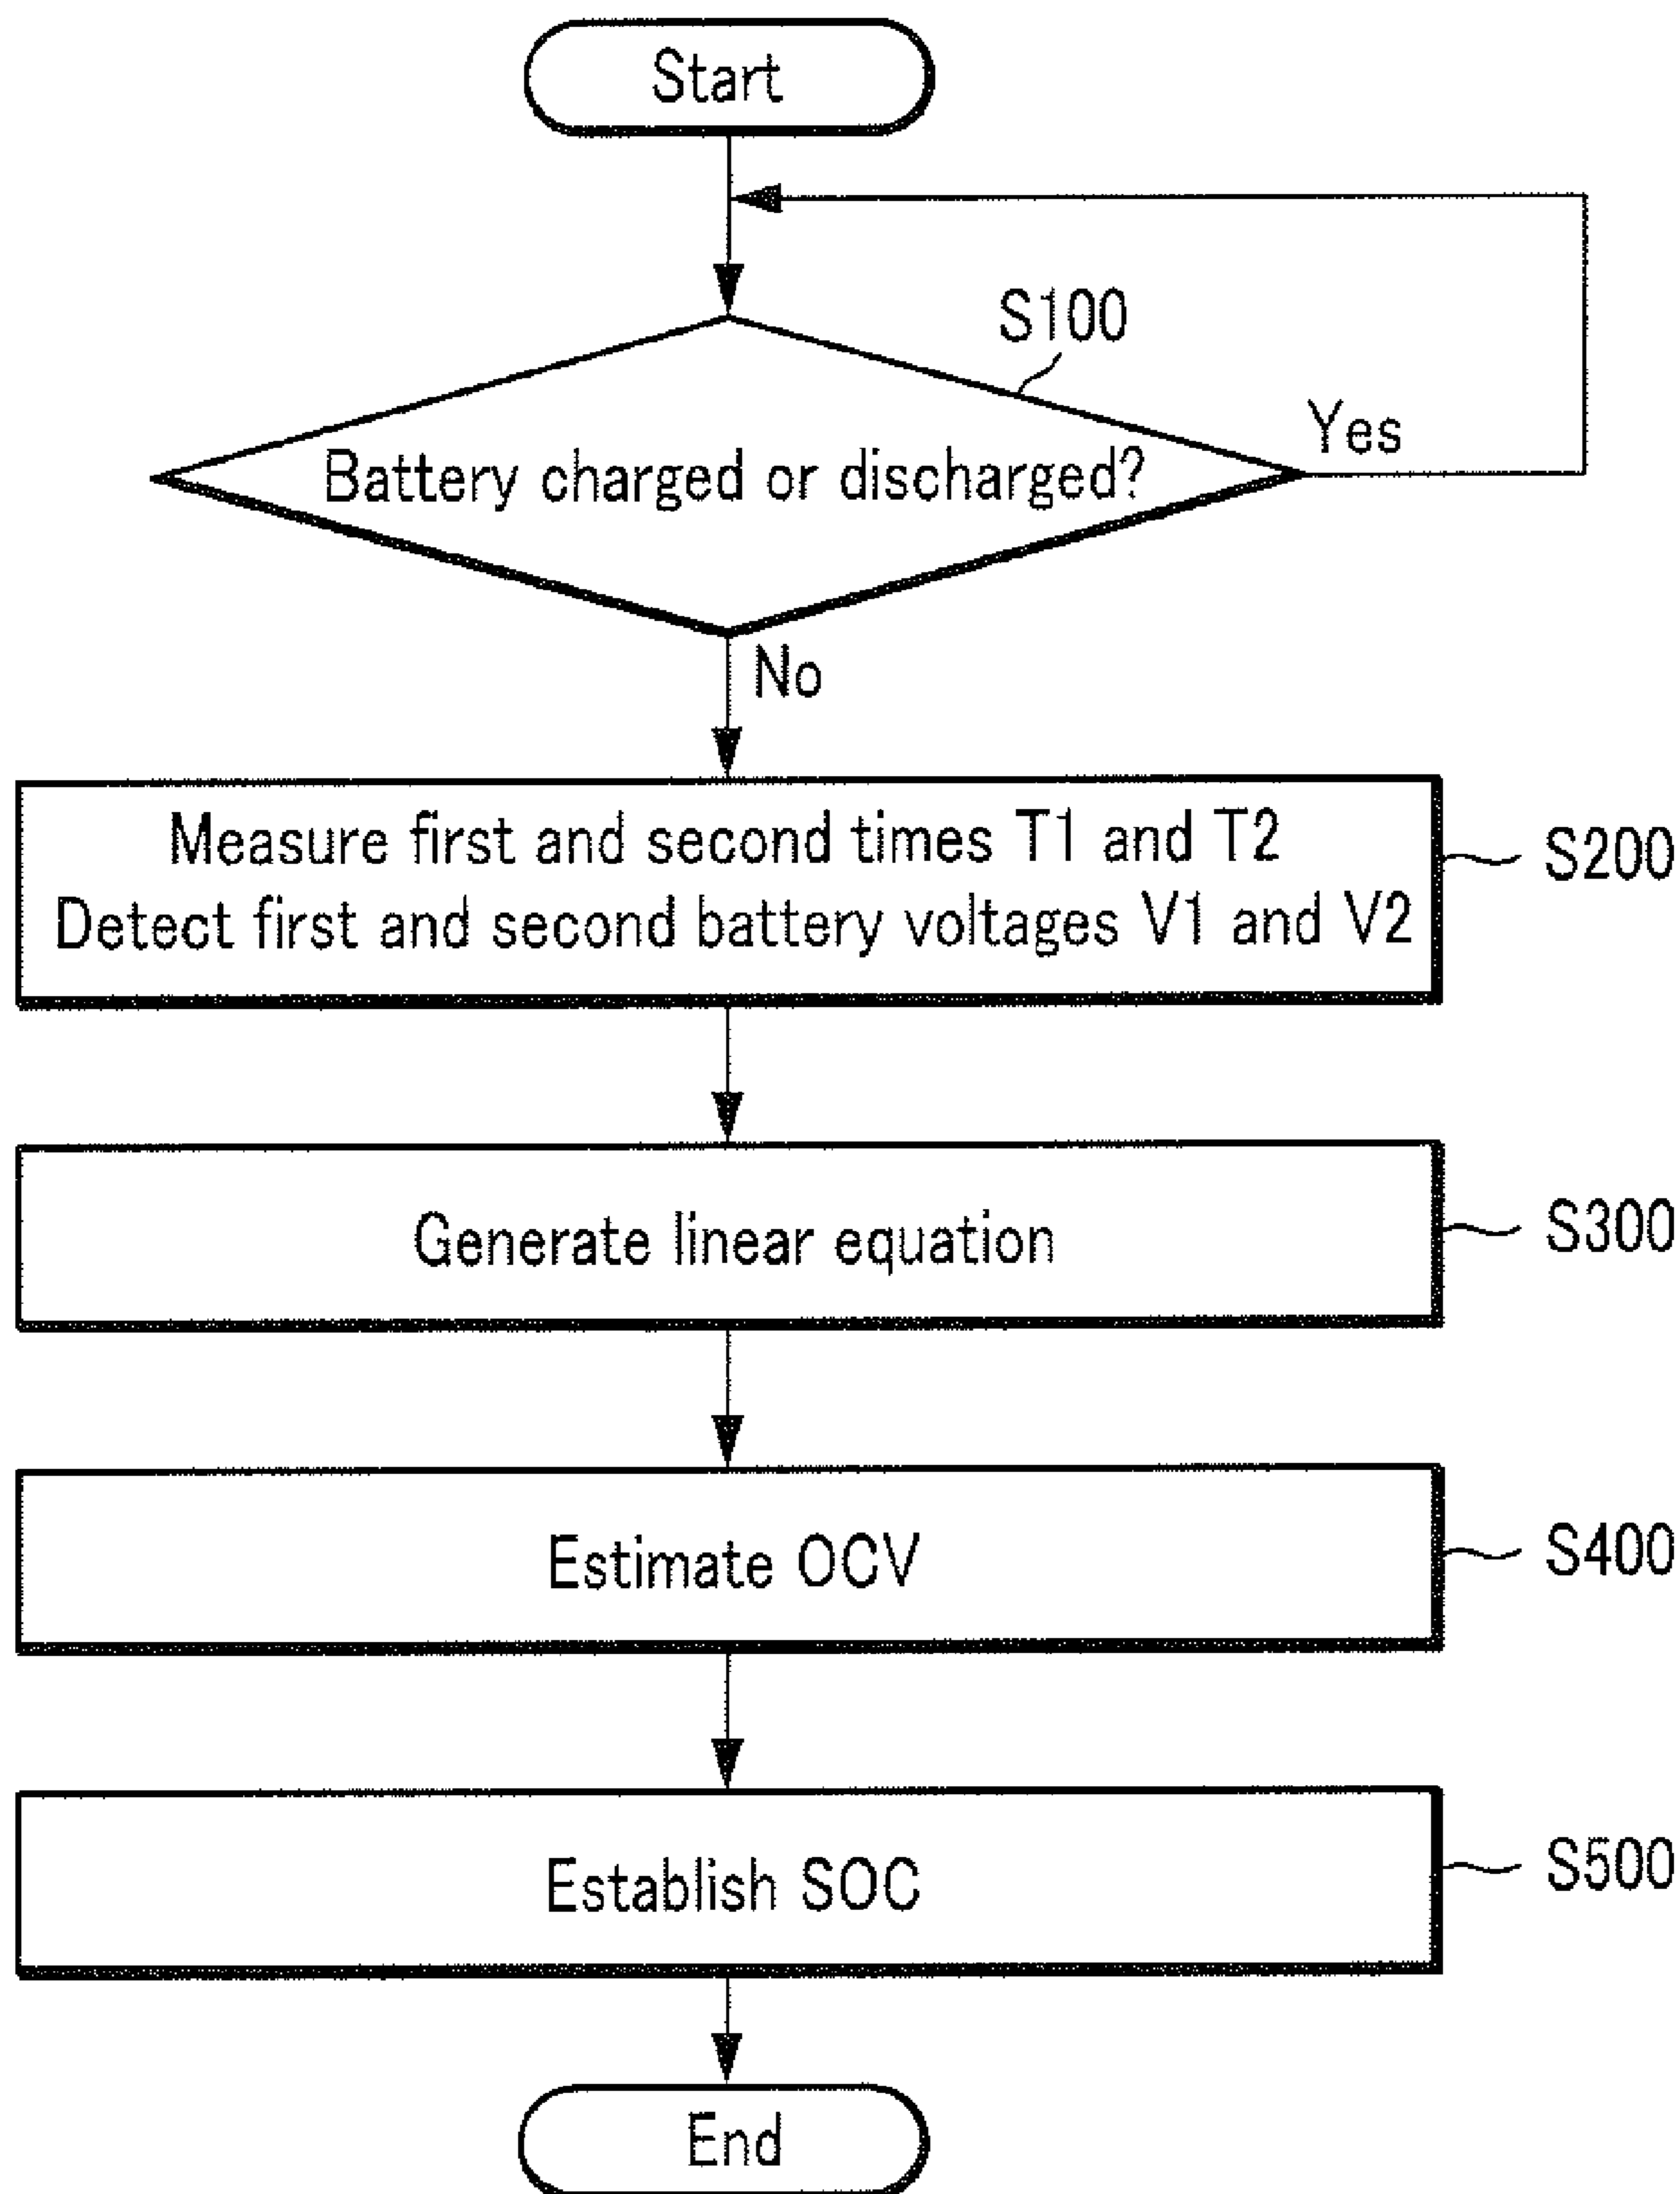 Start
S100
Battery charged or discharged?
Yes
No
Measure first and second times T1 and T2
Detect first and second battery voltages V1 and V2
S200
Generate linear equation
S300
Estimate OCV
S400
Establish SOC
S500
End